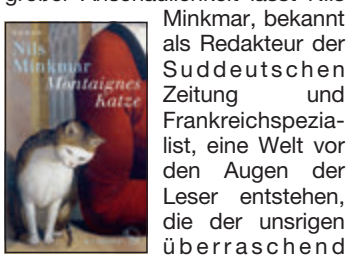 großer Anschaulichkeit lässt Nils
Minkmar, bekannt
als Redakteur der
Suddeutschen
Zeitung und
Frankreichspezia-
list, eine Welt vor
den Augen der
Leser entstehen,
die der unsrigen
überraschend
Nils
Minkmar
Montaignes
Katze